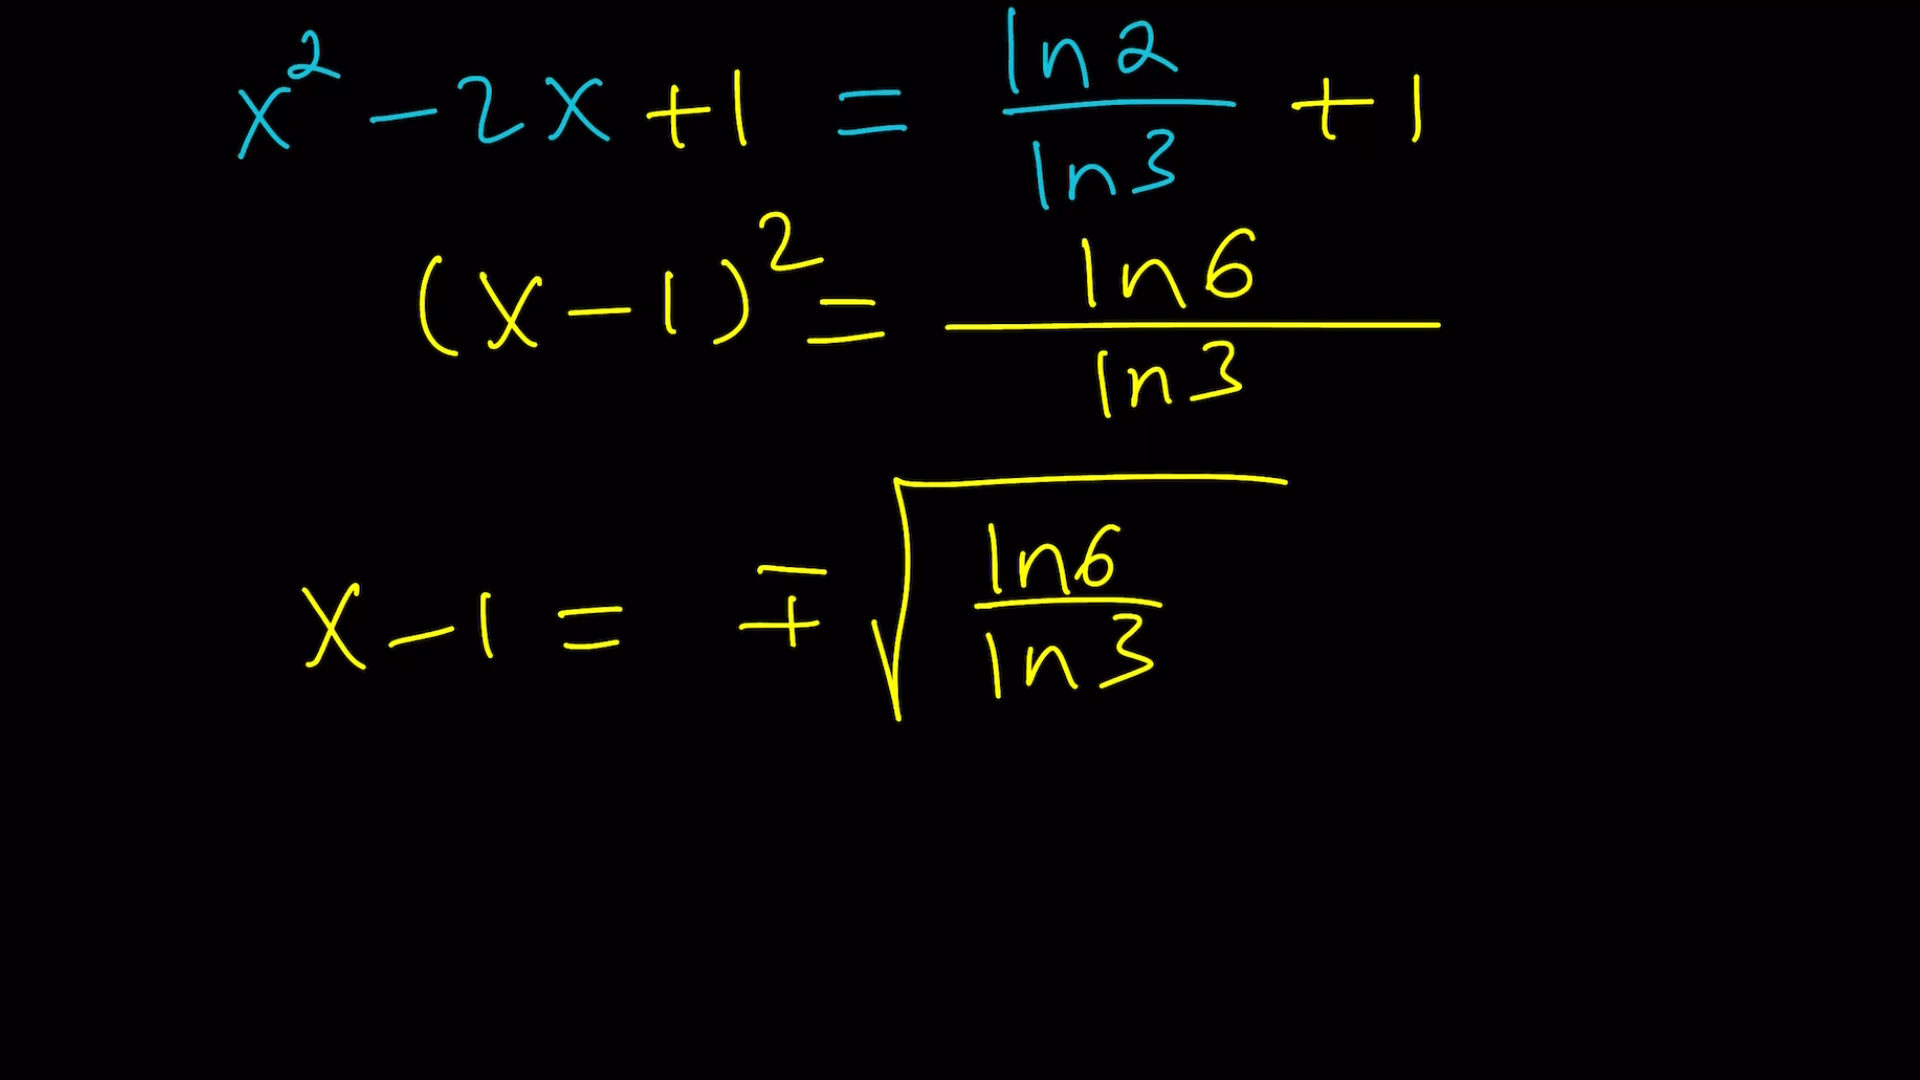 x² - 2x + 1 = ln2/ln3 + 1
(x - 1)² = ln6/ln3
x - 1 = ∓√(ln6/ln3)